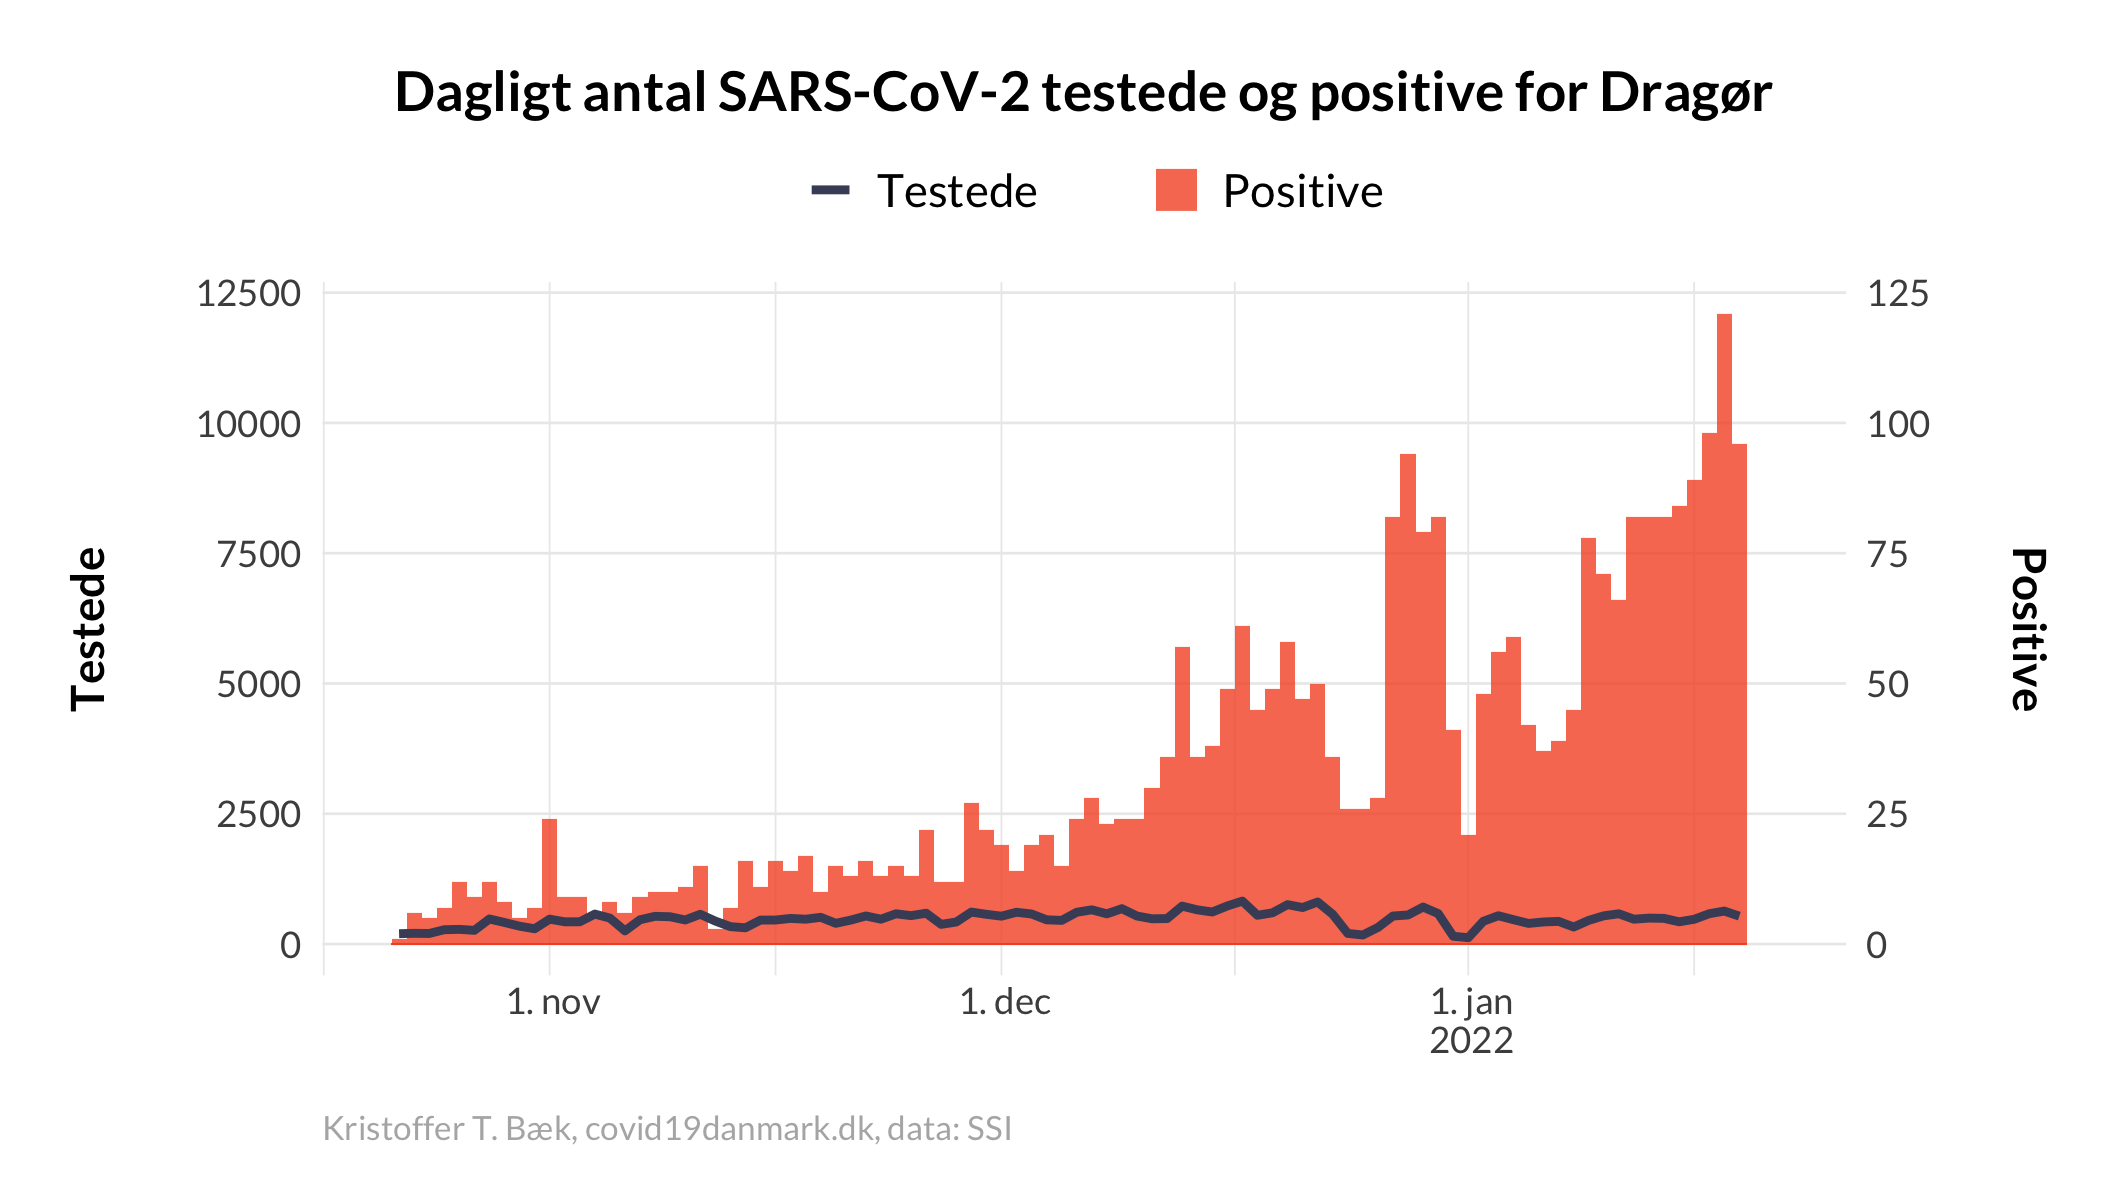 Dagligt antal SARS-CoV-2 testede og positive for Dragør
Testede
Positive
12500
10000
7500
5000
2500
0
Testede
125
100
75
50
25
0
Positive
1. nov
1. dec
1. jan
2022
Kristoffer T. Bæk, covid19danmark.dk, data: SSI